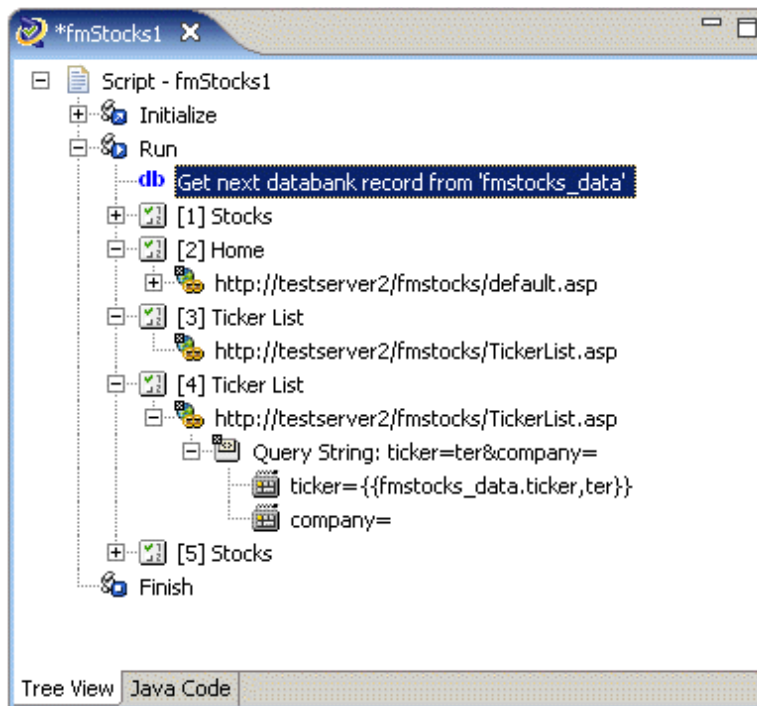 *fmStocks1
Script - fmStocks1
Initialize
Run
db Get next databank record from 'fmstocks_data'
[1] Stocks
[2] Home
http://testserver2/fmstocks/default.asp
[3] Ticker List
http://testserver2/fmstocks/TickerList.asp
[4] Ticker List
http://testserver2/fmstocks/TickerList.asp
Query String: ticker=ter&company=
ticker={{fmstocks_data.ticker,ter}}
company=
[5] Stocks
Finish
Tree View Java Code